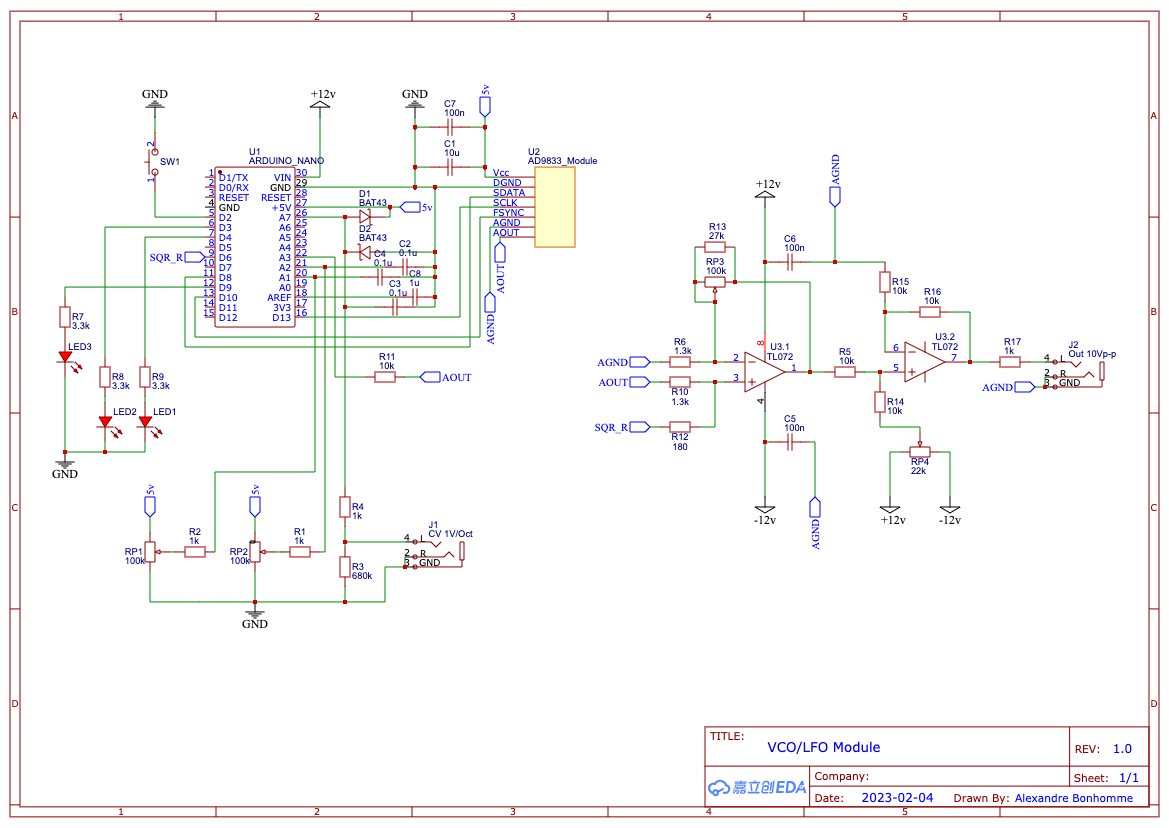 1 2 3 4 5
A A
B B
C C
D D
1 2 3 4 5
GND
2
1
SW1
U1
ARDUINO_NANO
1 D1/TX VIN 30
2 D0/RX GND 29
3 RESET RESET 28
4 GND +5V 27
5 D2 A7 26
6 D3 A6 25
7 D4 A5 24
8 D5 A4 23
9 D6 A3 22
10 D7 A2 21
11 D8 A1 20
12 D9 A0 19
13 D10 AREF 18
14 D11 3V3 17
15 D12 D13 16
SQR_R
+12v
GND
C7
100n
5v
C1
10u
U2
AD9833_Module
Vcc
DGND
SDATA
SCLK
FSYNC
AGND
AOUT
D1
BAT43
5v
D2
BAT43
C2
0.1u
C4
0.1u
C8
1u
C3
0.1u
AOUT
AGND
R7
3.3k
LED3
R8
3.3k
R9
3.3k
LED2
LED1
GND
R11
10k
AOUT
5v
RP1
100k
R2
1k
5v
RP2
100k
R1
1k
GND
R4
1k
R3
680k
J1
CV 1V/Oct
4 L
2 R
3 GND
+12v
AGND
R13
27k
RP3
100k
C6
100n
R6
1.3k
AGND
AOUT
R10
1.3k
SQR_R
R12
180
U3.1
TL072
8
2
3
1
4
C5
100n
-12v
AGND
R5
10k
R15
10k
R16
10k
U3.2
TL072
6
5
7
R14
10k
RP4
22k
+12v
-12v
R17
1k
J2
Out 10Vp-p
4 L
2 R
3 GND
AGND
TITLE:
VCO/LFO Module
REV: 1.0
嘉立创EDA
Company:
Sheet: 1/1
Date: 2023-02-04 Drawn By: Alexandre Bonhomme